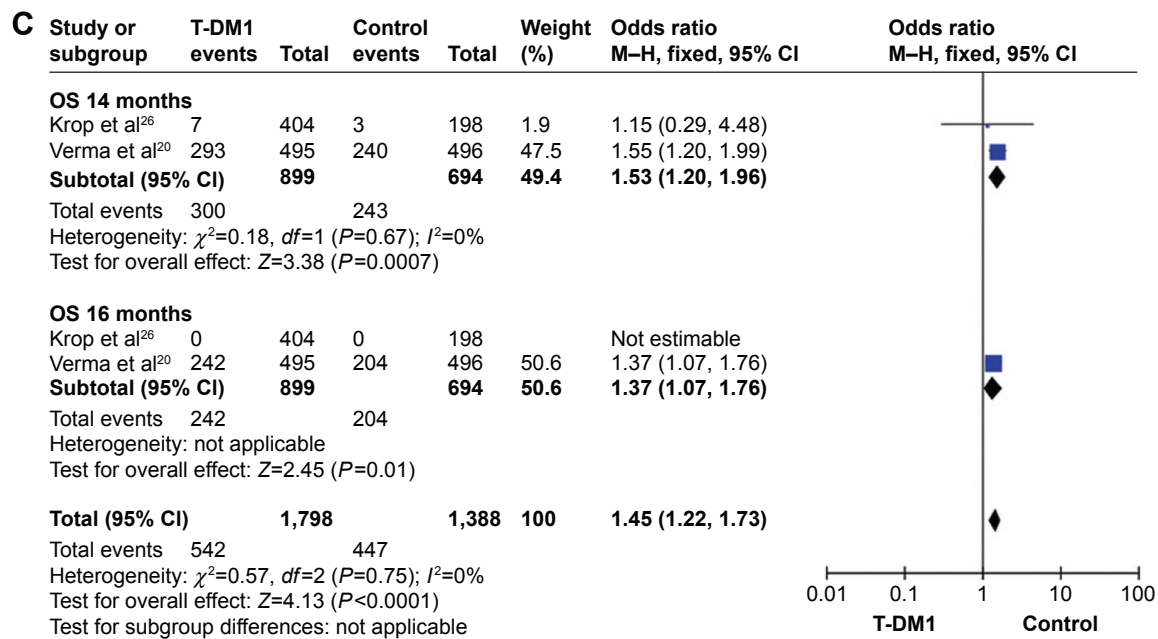 C Study or subgroup T-DM1 events Total Control events Total Weight (%) Odds ratio M–H, fixed, 95% CI Odds ratio M–H, fixed, 95% CI
OS 14 months
Krop et al26 7 404 3 198 1.9 1.15 (0.29, 4.48)
Verma et al20 293 495 240 496 47.5 1.55 (1.20, 1.99)
Subtotal (95% CI) 899 694 49.4 1.53 (1.20, 1.96)
Total events 300 243
Heterogeneity: χ2=0.18, df=1 (P=0.67); I2=0%
Test for overall effect: Z=3.38 (P=0.0007)
OS 16 months
Krop et al26 0 404 0 198 Not estimable
Verma et al20 242 495 204 496 50.6 1.37 (1.07, 1.76)
Subtotal (95% CI) 899 694 50.6 1.37 (1.07, 1.76)
Total events 242 204
Heterogeneity: not applicable
Test for overall effect: Z=2.45 (P=0.01)
Total (95% CI) 1,798 1,388 100 1.45 (1.22, 1.73)
Total events 542 447
Heterogeneity: χ2=0.57, df=2 (P=0.75); I2=0%
Test for overall effect: Z=4.13 (P<0.0001)
Test for subgroup differences: not applicable
0.01 0.1 1 10 100
T-DM1 Control